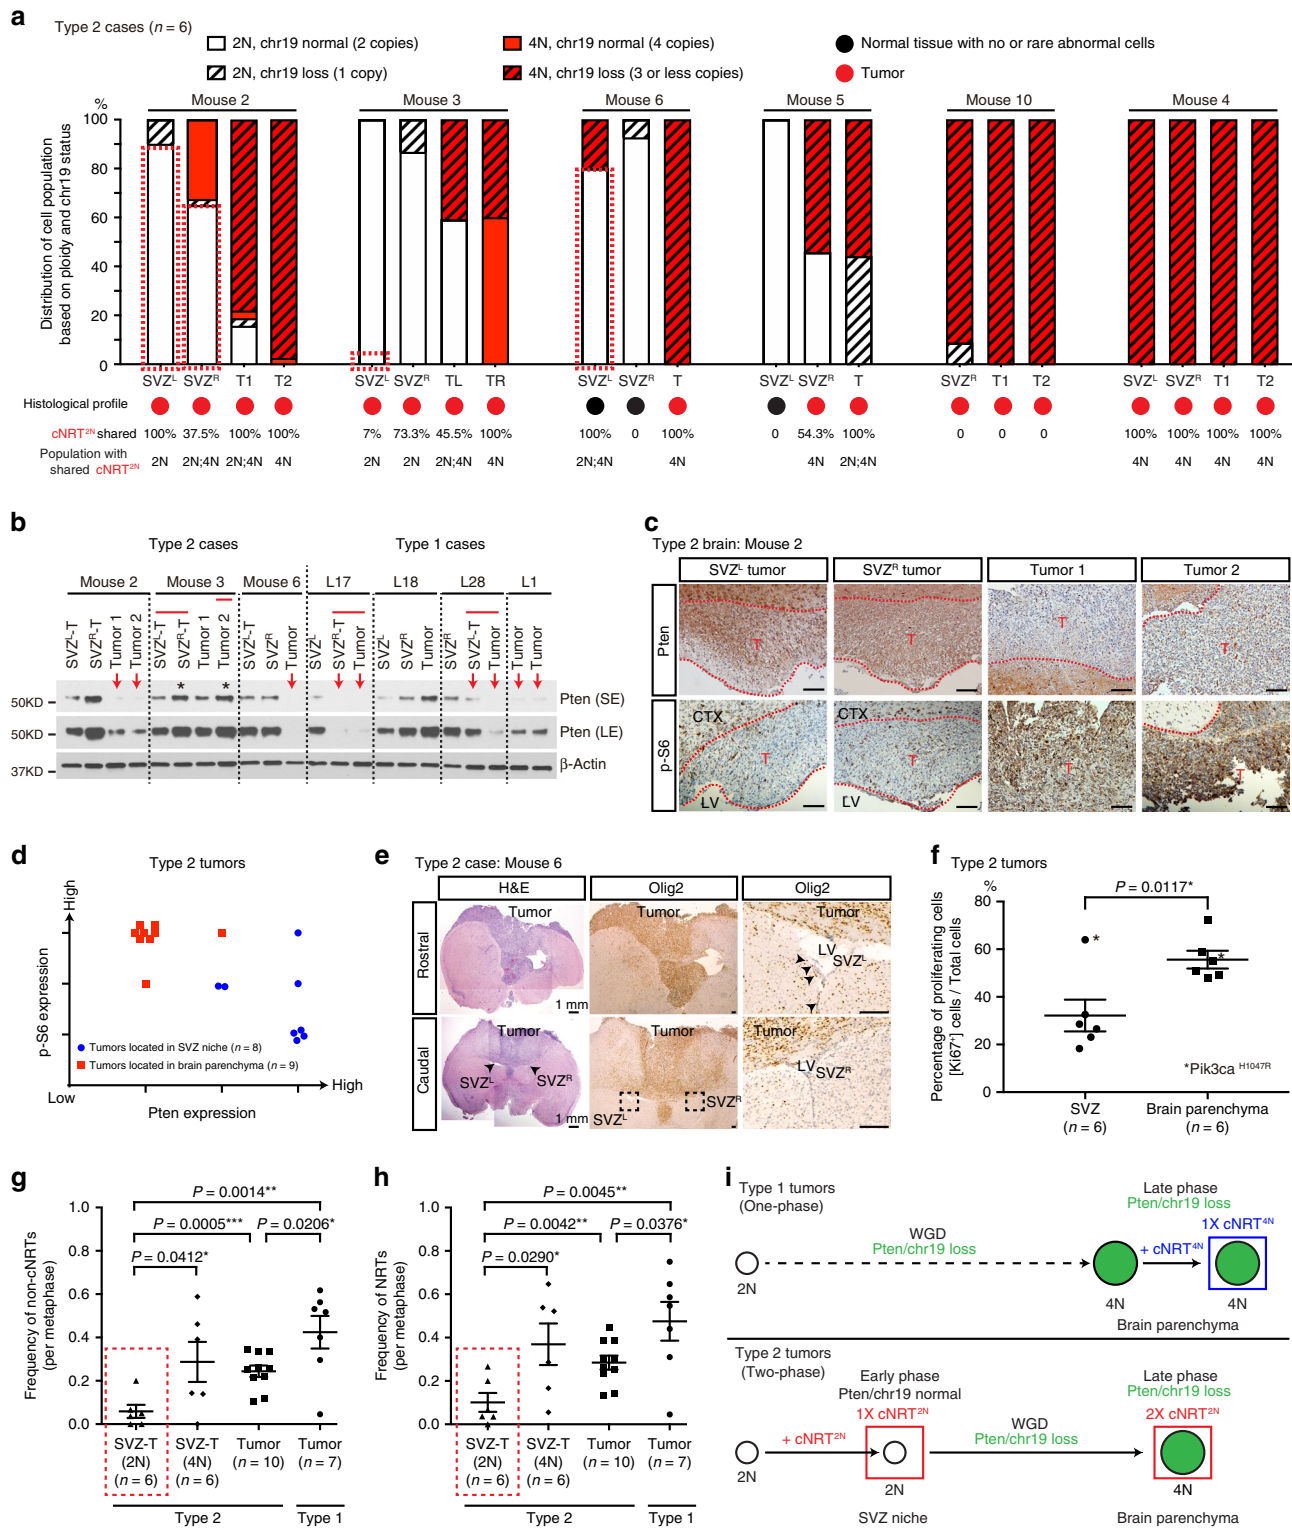 a
Type 2 cases (n = 6)
2N, chr19 normal (2 copies)
4N, chr19 normal (4 copies)
Normal tissue with no or rare abnormal cells
2N, chr19 loss (1 copy)
4N, chr19 loss (3 or less copies)
Tumor
% Mouse 2 Mouse 3 Mouse 6 Mouse 5 Mouse 10 Mouse 4
Distribution of cell population
based on ploidy and chr19 status
100
80
60
40
20
0
SVZL SVZR T1 T2 SVZL SVZR TL TR SVZL SVZR T SVZL SVZR T SVZR T1 T2 SVZL SVZR T1 T2
Histological profile
cNRT2N shared 100% 37.5% 100% 100% 7% 73.3% 45.5% 100% 100% 0 100% 0 54.3% 100% 0 0 0 100% 100% 100% 100%
Population with
shared cNRT2N 2N 2N;4N 2N;4N 4N 2N 2N 2N;4N 4N 2N;4N 4N 4N 2N;4N 4N 4N 4N 4N
b
Type 2 cases Type 1 cases
Mouse 2 Mouse 3 Mouse 6 L17 L18 L28 L1
SVZL-T SVZR-T Tumor 1 Tumor 2 SVZL-T SVZR-T Tumor 1 Tumor 2 SVZL-T SVZR-T Tumor SVZL SVZR-T Tumor SVZL SVZR Tumor SVZR SVZL-T Tumor Tumor Tumor
* *
50KD Pten (SE)
50KD Pten (LE)
37KD β-Actin
c
Type 2 brain: Mouse 2
SVZL tumor SVZR tumor Tumor 1 Tumor 2
Pten
T T T T
p-S6
CTX CTX
T T T T
LV LV
d
Type 2 tumors
High
p-S6 expression
Tumors located in SVZ niche (n = 8)
Tumors located in brain parenchyma (n = 9)
Low
High
Pten expression
e
Type 2 case: Mouse 6
H&E Olig2 Olig2
Rostral
Tumor Tumor Tumor
LV SVZL
1 mm
Caudal
Tumor Tumor Tumor
SVZL SVZR
LV SVZR
SVZL SVZR
1 mm
f
Type 2 tumors
%
P = 0.0117*
Percentage of proliferating cells
[Ki67+] cells / Total cells
80
60
40
20
0
* *
*Pik3ca H1047R
SVZ Brain parenchyma
(n = 6) (n = 6)
g
P = 0.0014**
P = 0.0005*** P = 0.0206*
P = 0.0412*
Frequency of non-cNRTs
(per metaphase)
1.0
0.8
0.6
0.4
0.2
0.0
SVZ-T SVZ-T Tumor Tumor
(2N) (4N) (n = 10) (n = 7)
(n = 6) (n = 6)
Type 2 Type 1
h
P = 0.0045**
P = 0.0042** P = 0.0376*
P = 0.0290*
Frequency of NRTs
(per metaphase)
1.0
0.8
0.6
0.4
0.2
0.0
SVZ-T SVZ-T Tumor Tumor
(2N) (4N) (n = 10) (n = 7)
(n = 6) (n = 6)
Type 2 Type 1
i
Type 1 tumors
(One-phase)
Late phase
Pten/chr19 loss
WGD
Pten/chr19 loss
+ cNRT4N
1X cNRT4N
2N
4N
4N
Brain parenchyma
Type 2 tumors
(Two-phase)
Early phase
Pten/chr19 normal
1X cNRT2N
Late phase
Pten/chr19 loss
2X cNRT2N
+ cNRT2N
WGD
Pten/chr19 loss
2N
2N
4N
SVZ niche
Brain parenchyma